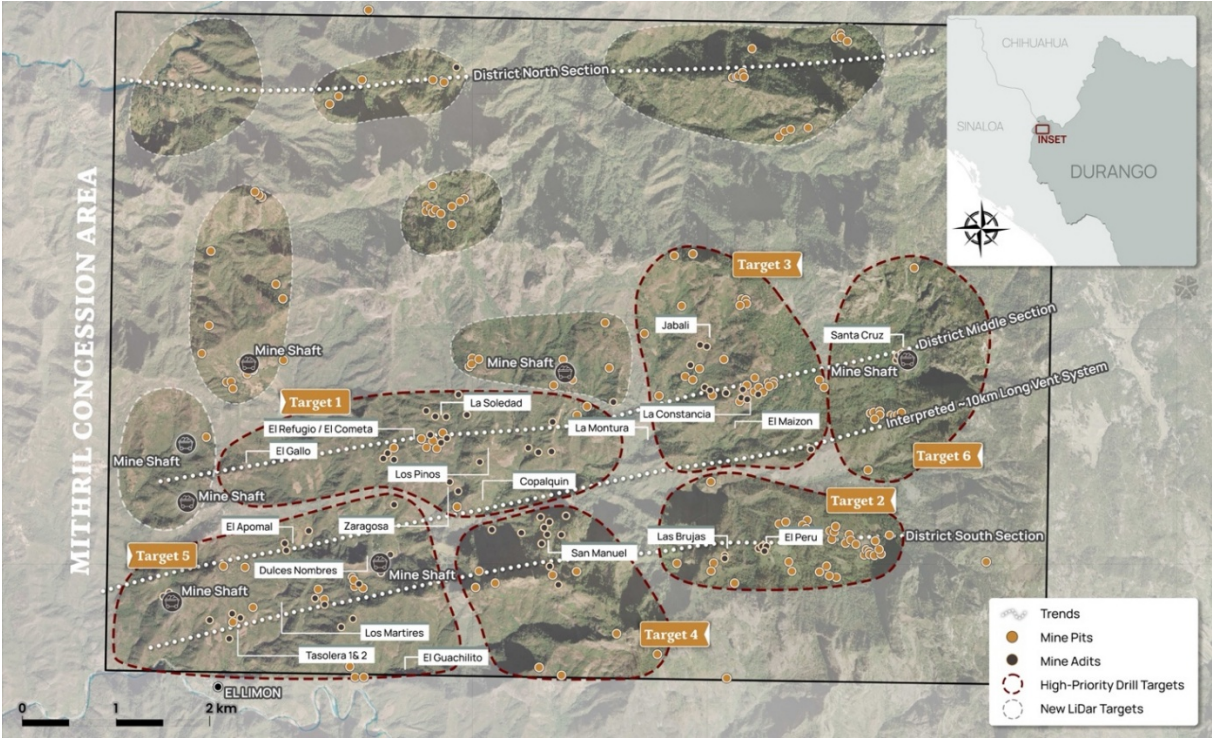 CHIHUAHUA
SINALOA
INSET
DURANGO
MITHRIL CONCESSION AREA
District North Section
Target 3
Jabali
Santa Cruz
District Middle Section
Mine Shaft
Mine Shaft
Mine Shaft
Interpreted ~10km Long Vent System
Target 1
La Soledad
La Constancia
El Maizon
El Refugio / El Cometa
La Montura
El Gallo
Mine Shaft
Target 6
Los Pinos
Copalquin
Mine Shaft
Target 2
El Apomal
Zaragosa
Las Brujas
El Peru
District South Section
Target 5
San Manuel
Dulces Nombres
Mine Shaft
Mine Shaft
Los Martires
Target 4
Tasolera 1& 2
El Guachilito
EL LIMON
0 1 2 km
Trends
Mine Pits
Mine Adits
High-Priority Drill Targets
New LiDar Targets